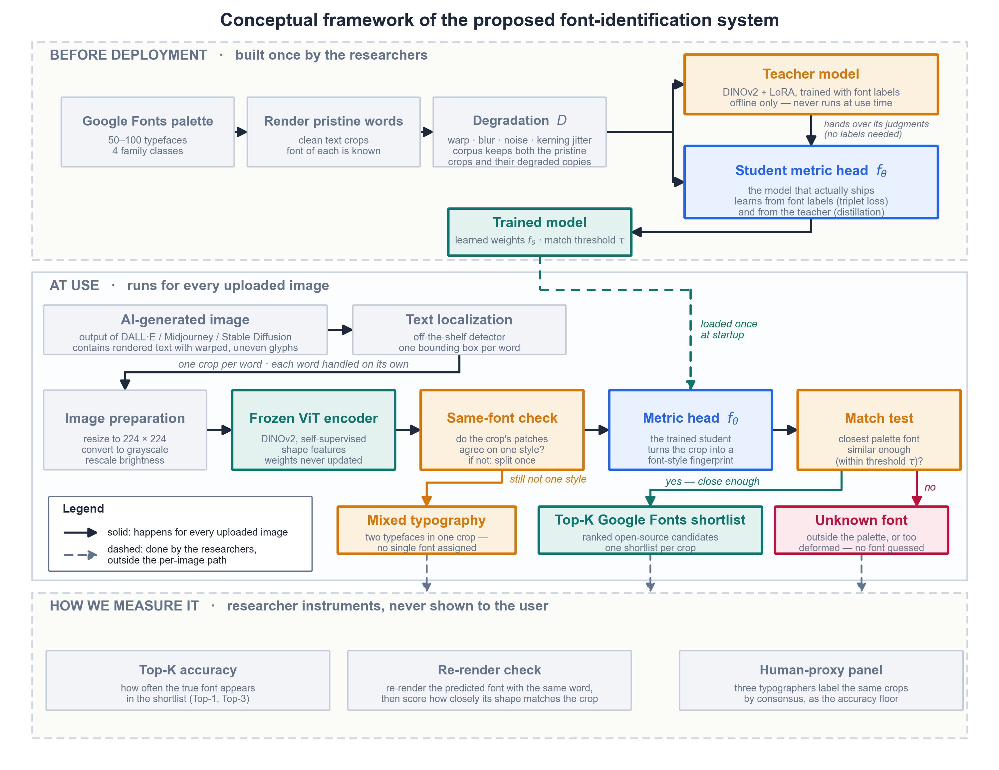 Conceptual framework of the proposed font-identification system
BEFORE DEPLOYMENT · built once by the researchers
Google Fonts palette
50–100 typefaces
4 family classes
Render pristine words
clean text crops
font of each is known
Degradation D
warp · blur · noise · kerning jitter
corpus keeps both the pristine
crops and their degraded copies
Teacher model
DINOv2 + LoRA, trained with font labels
offline only — never runs at use time
hands over its judgments
(no labels needed)
Student metric head fθ
the model that actually ships
learns from font labels (triplet loss)
and from the teacher (distillation)
Trained model
learned weights fθ · match threshold τ
AT USE · runs for every uploaded image
AI-generated image
output of DALL·E / Midjourney / Stable Diffusion
contains rendered text with warped, uneven glyphs
Text localization
off-the-shelf detector
one bounding box per word
loaded once
at startup
one crop per word · each word handled on its own
Image preparation
resize to 224 × 224
convert to grayscale
rescale brightness
Frozen ViT encoder
DINOv2, self-supervised
shape features
weights never updated
Same-font check
do the crop's patches
agree on one style?
if not: split once
Metric head fθ
the trained student
turns the crop into a
font-style fingerprint
Match test
closest palette font
similar enough
(within threshold τ)?
still not one style
yes — close enough
no
Legend
solid: happens for every uploaded image
dashed: done by the researchers,
outside the per-image path
Mixed typography
two typefaces in one crop —
no single font assigned
Top-K Google Fonts shortlist
ranked open-source candidates
one shortlist per crop
Unknown font
outside the palette, or too
deformed — no font guessed
HOW WE MEASURE IT · researcher instruments, never shown to the user
Top-K accuracy
how often the true font appears
in the shortlist (Top-1, Top-3)
Re-render check
re-render the predicted font with the same word,
then score how closely its shape matches the crop
Human-proxy panel
three typographers label the same crops
by consensus, as the accuracy floor